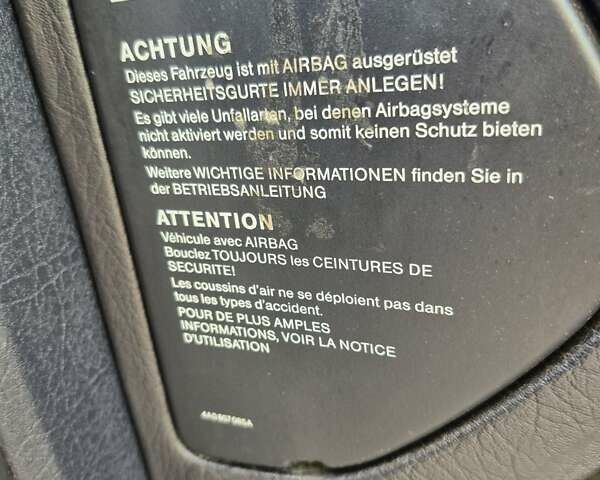 ACHTUNG
Dieses Fahrzeug ist mit AIRBAG ausgerüstet
SICHERHEITSGURTE IMMER ANLEGEN!
Es gibt viele Unfallarten, bei denen Airbagsysteme
nicht aktiviert werden und somit keinen Schutz bieten
können.
Weitere WICHTIGE INFORMATIONEN finden Sie in
der BETRIEBSANLEITUNG
ATTENTION
Véhicule avec AIRBAG
Bouclez TOUJOURS les CEINTURES DE
SECURITE!
Les coussins d'air ne se déploient pas dans
tous les types d'accident.
POUR DE PLUS AMPLES
INFORMATIONS, VOIR LA NOTICE
D'UTILISATION